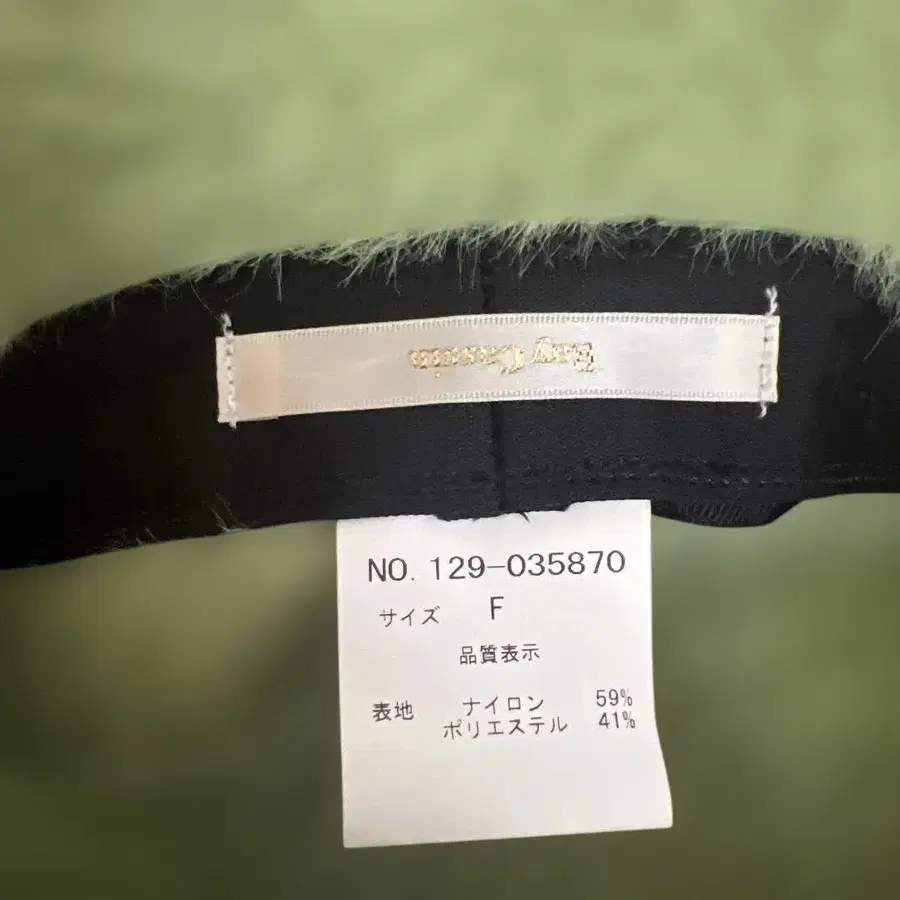 NO. 129-035870
サイズ F
品質表示
表地 ナイロン 59%
ポリエステル 41%